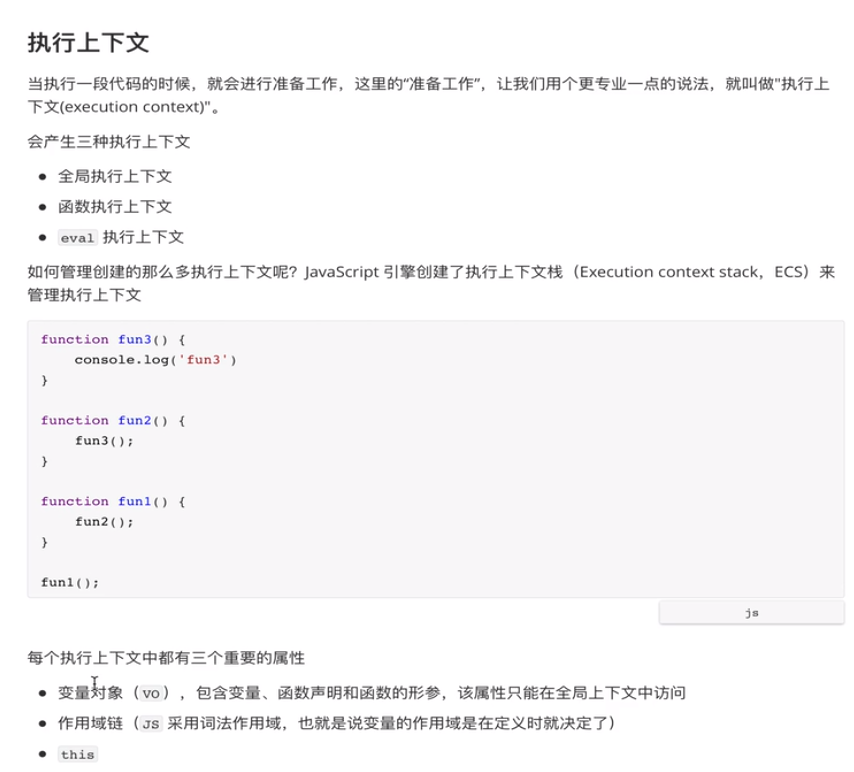 执行上下文
当执行一段代码的时候，就会进行准备工作，这里的“准备工作”，让我们用个更专业一点的说法，就叫做"执行上
下文(execution context)"。
会产生三种执行上下文
• 全局执行上下文
• 函数执行上下文
• eval 执行上下文
如何管理创建的那么多执行上下文呢？JavaScript 引擎创建了执行上下文栈（Execution context stack，ECS）来
管理执行上下文
function fun3() {
    console.log('fun3')
}
function fun2() {
    fun3();
}
function fun1() {
    fun2();
}
fun1();
js
每个执行上下文中都有三个重要的属性
• 变量对象（VO），包含变量、函数声明和函数的形参，该属性只能在全局上下文中访问
• 作用域链（JS 采用词法作用域，也就是说变量的作用域是在定义时就决定了）
• this